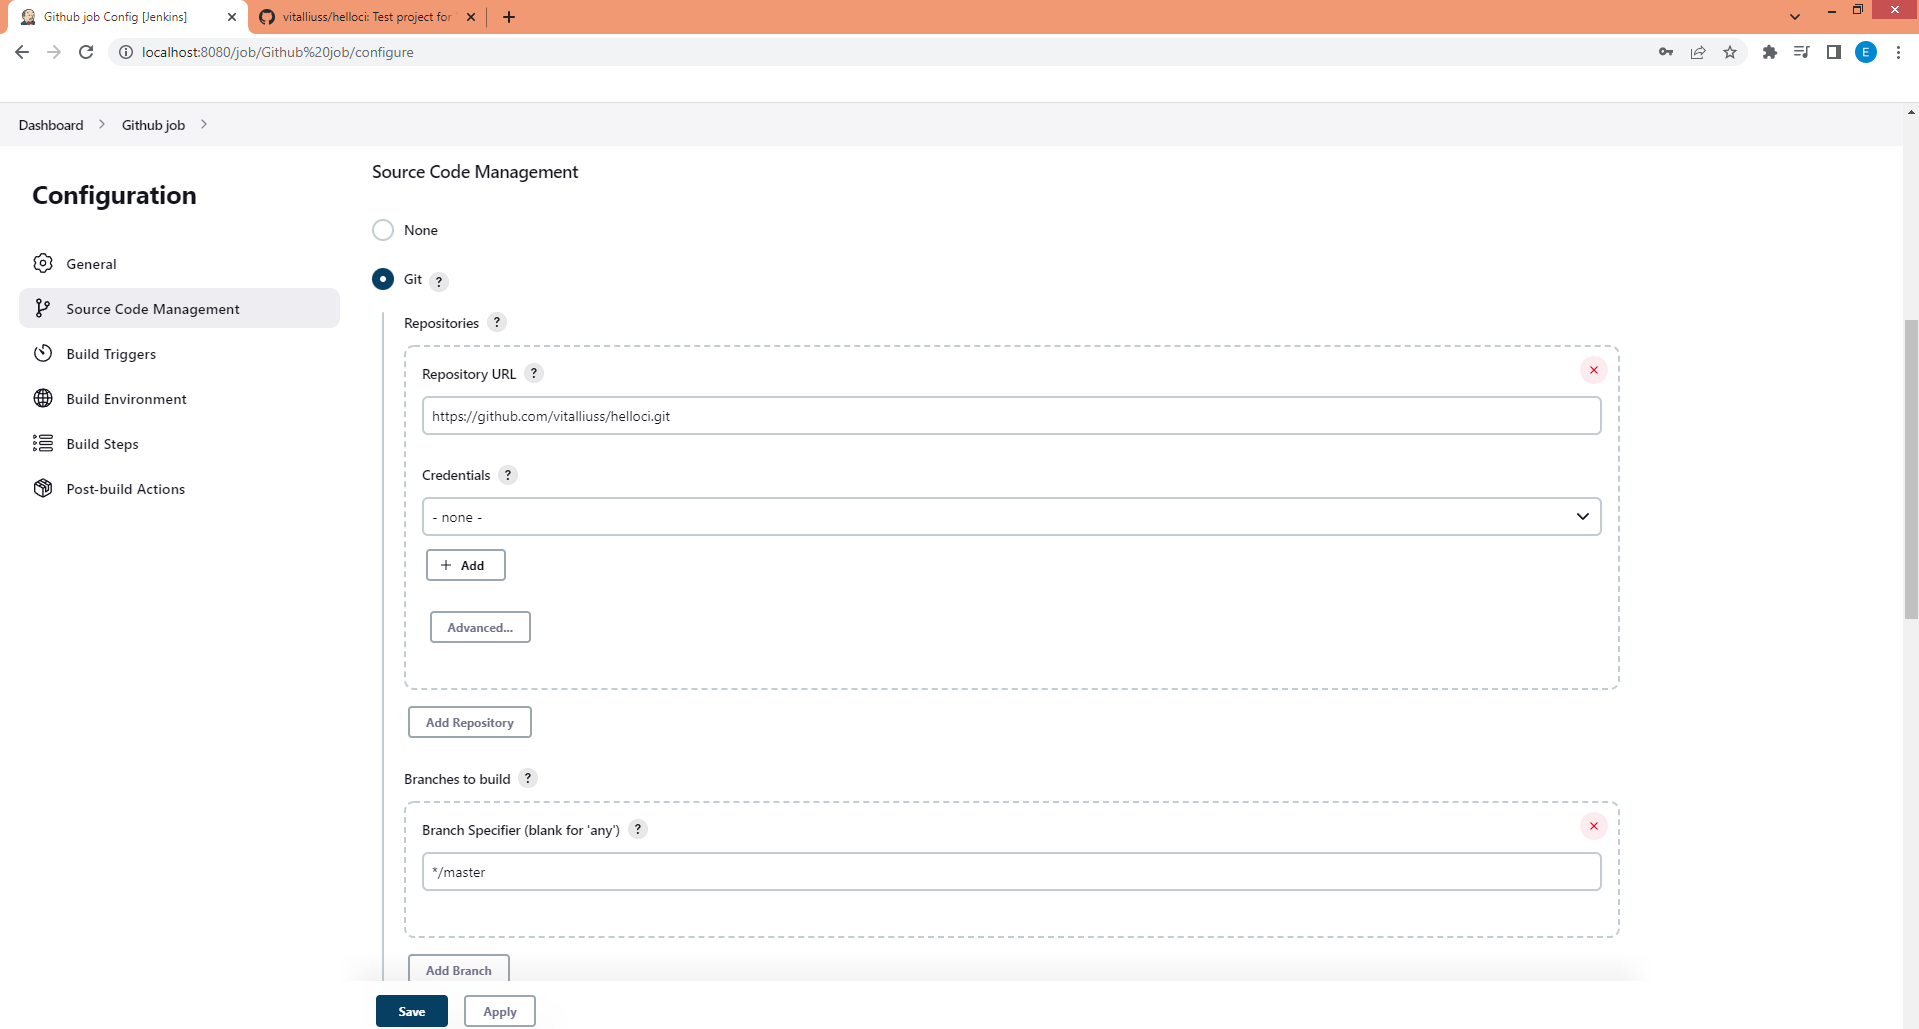 Github job Config [Jenkins]
vitalliuss/helloci: Test project for
localhost:8080/job/Github%20job/configure
E
Dashboard
Github job
Configuration
General
Source Code Management
Build Triggers
Build Environment
Build Steps
Post-build Actions
Source Code Management
None
Git ?
Repositories ?
Repository URL ?
https://github.com/vitalliuss/helloci.git
Credentials ?
- none -
+ Add
Advanced...
Add Repository
Branches to build ?
Branch Specifier (blank for 'any') ?
*/master
Add Branch
Save
Apply